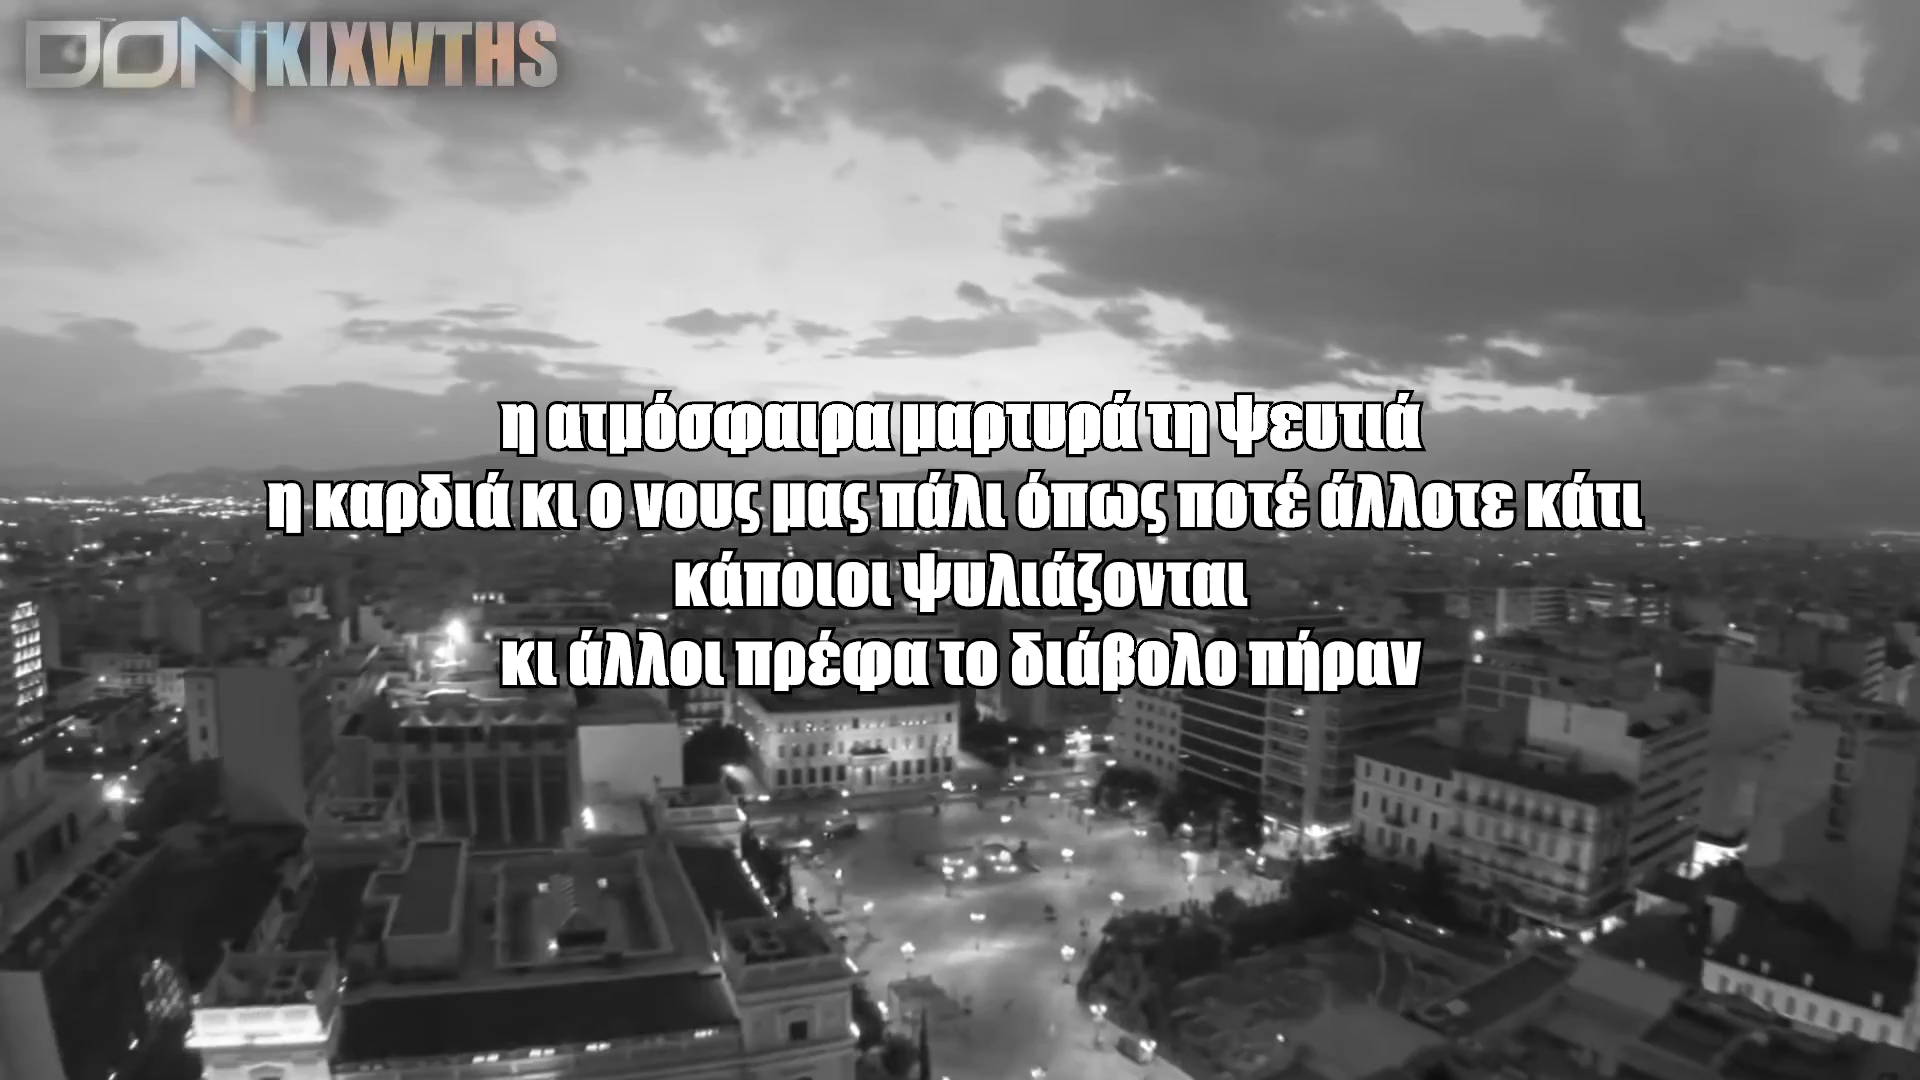 DON KIXWTHS
η ατμόσφαιρα μαρτυρά τη ψευτιά
η καρδιά κι ο νους μας πάλι όπως ποτέ άλλοτε κάτι
κάποιοι ψυλιάζονται
κι άλλοι πρέφα το διάβολο πήραν